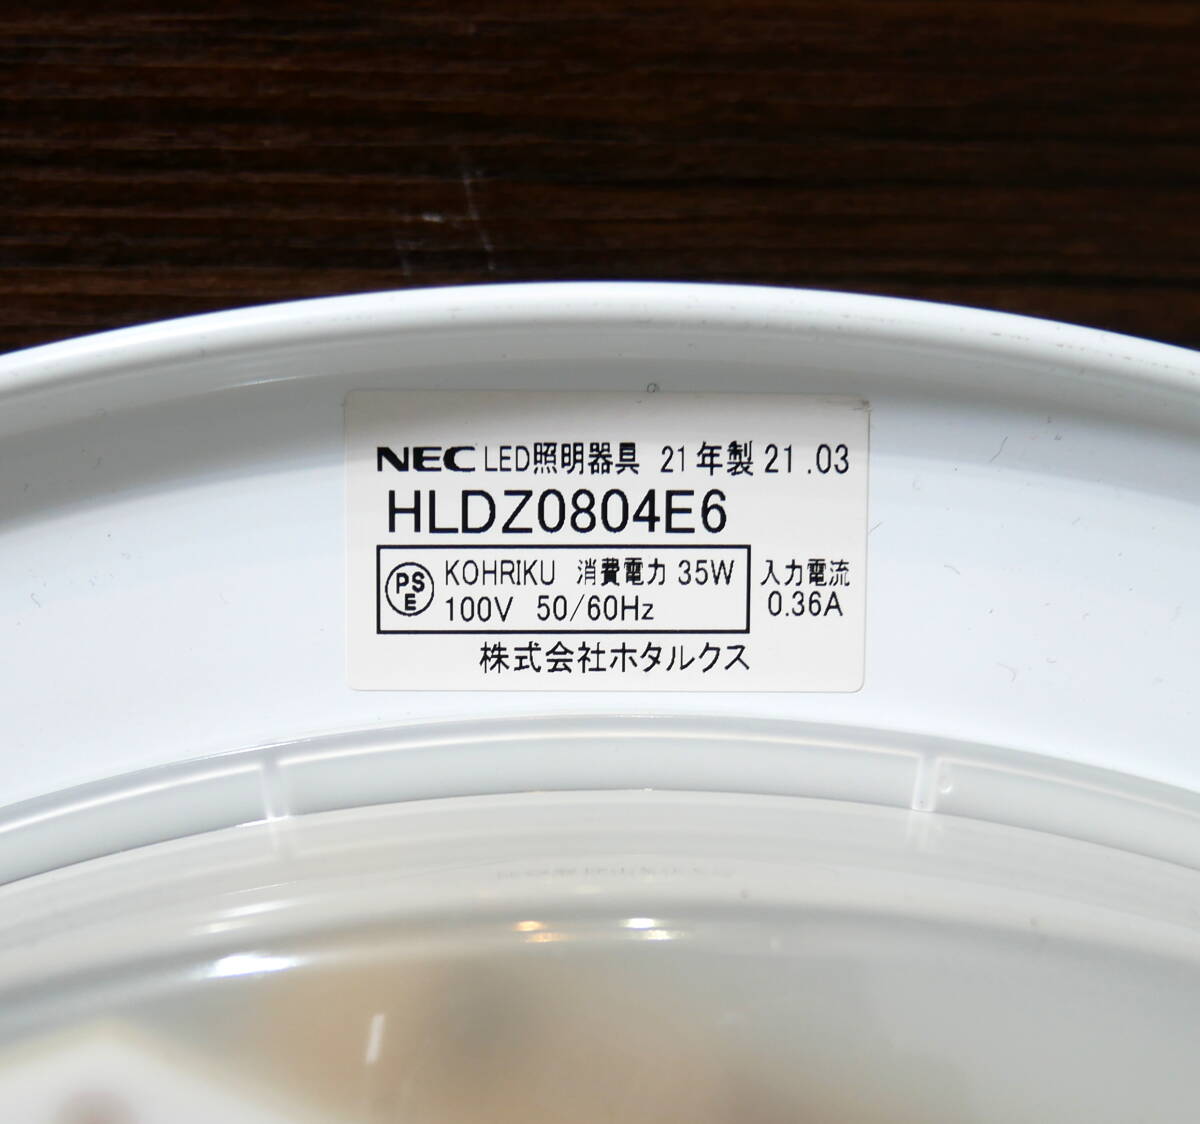 NEC LED照明器具 21年製 21.03
HLDZ0804E6
PSE KOHRIKU 消費電力 35W
100V 50/60Hz
入力電流
0.36A
株式会社ホタルクス